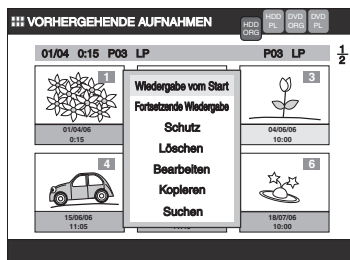 VORHERGEHENDE AUFNAHMEN
HDD ORG
HDD PL
DVD ORG
DVD PL
01/04 0:15 P03 LP P03 LP
1/2
1
01/04/06
0:15
Wiedergabe vom Start
Fortsetzende Wiedergabe
Schutz
Löschen
Bearbeiten
Kopieren
Suchen
3
04/06/06
10:00
4
15/06/06
11:05
6
18/07/06
10:00